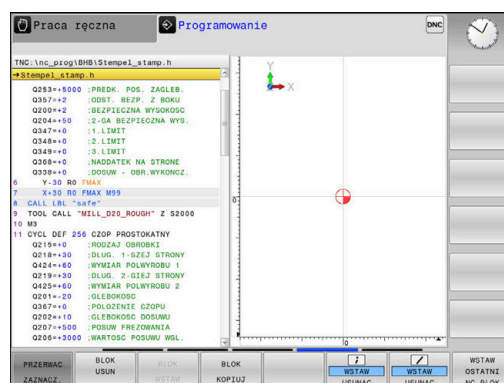 Praca ręczna
Programowanie
DNC
TNC:\nc_prog\BHB\Stempel_stamp.h
→Stempel_stamp.h
Q253=+5000 ;PREDK. POS. ZAGLEB.
Q357=+2 ;ODST. BEZP. Z BOKU
Q200=+2 ;BEZPIECZNA WYSOKOSC
Q204=+50 ;2-GA BEZPIECZNA WYS.
Q347=+0 ;1.LIMIT
Q348=+0 ;2.LIMIT
Q349=+0 ;3.LIMIT
Q368=+0 ;NADDATEK NA STRONE
Q338=+0 ;DOSUW - OBR.WYKONCZ.
6 Y-30 R0 FMAX
7 X+30 R0 FMAX M99
8 CALL LBL "safe"
9 TOOL CALL "MILL_D20_ROUGH" Z S2000
10 M3
11 CYCL DEF 256 CZOP PROSTOKATNY
Q215=+0 ;RODZAJ OBROBKI
Q218=+30 ;DLUG. 1-SZEJ STRONY
Q424=+60 ;WYMIAR POLWYROBU 1
Q219=+30 ;DLUG. 2-GIEJ STRONY
Q425=+60 ;WYMIAR POLWYROBU 2
Q201=-20 ;GLEBOKOSC
Q367=+0 ;POLOZENIE CZOPU
Q202=+10 ;GLEBOKOSC DOSUWU
Q207=+500 ;POSUW FREZOWANIA
Q206=+3000 ;WARTOSC POSUWU WGL.
Y
X
0
0
PRZERWAC
ZAZNACZ.
BLOK
USUN
BLOK
WSTAW
BLOK
KOPIUJ
WSTAW
USUNAC
WSTAW
USUNAC
WSTAW
OSTATNI
NC BLOK